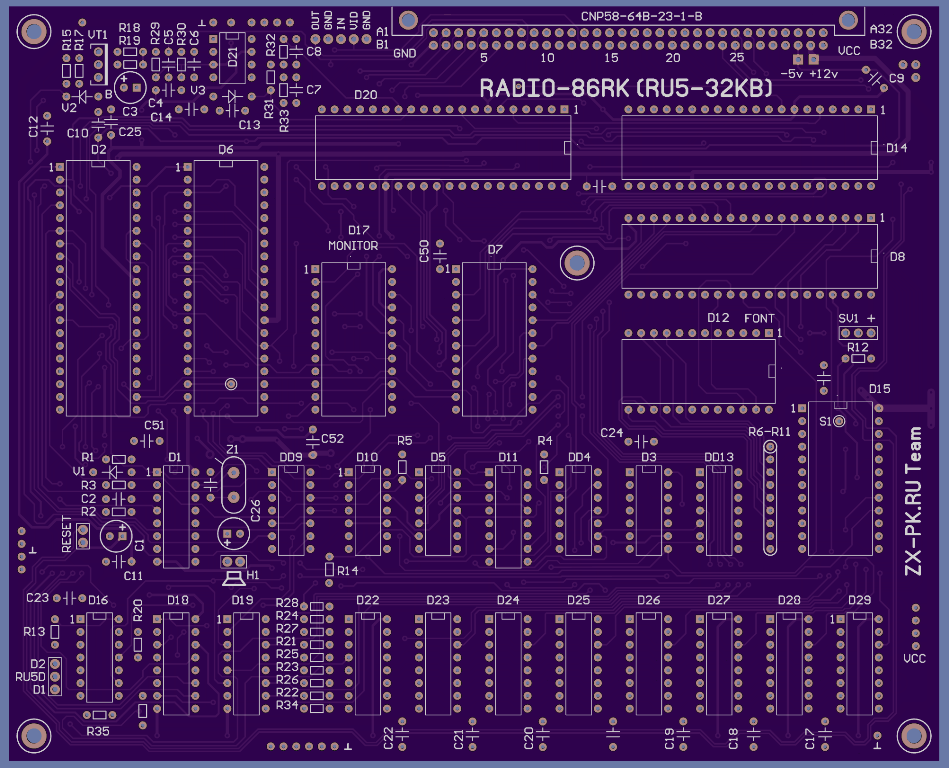 CNP58-64B-23-1-B
OUT GND IN VID GND
A1
B1
GND
5 10 15 20 25
VCC
A32
B32
-5v +12v
C9
R15 R17 VT1 R18 R19 R29 C5 R30 C6 D21 R32 C8
C7
V2 B C3 C4 C14 V3 C13 R31 R33
C12 C10 C25
RADIO-86RK (RU5-32KB)
D20
1
1
D14
D2
D6
1
1
1
D8
D17
MONITOR
C50
D7
1
1
D12 FONT
1
SV1 +
R12
D15
1
S1
C51
C52
R5
R4
C24
R6-R11
R1
V1
R3
C2
R2
D1
1
Z1
C26
DD9
D10
D5
D11
DD4
D3
DD13
RESET
C1
C11
H1
R14
ZX-PK.RU Team
C23
R13
D16
1
R20
D18
D19
R28
R24
R27
R21
R25
R23
R26
R22
R34
D22
D23
D24
D25
D26
D27
D28
D29
VCC
D2
RU5D
D1
R35
C22
C21
C20
C19
C18
C17